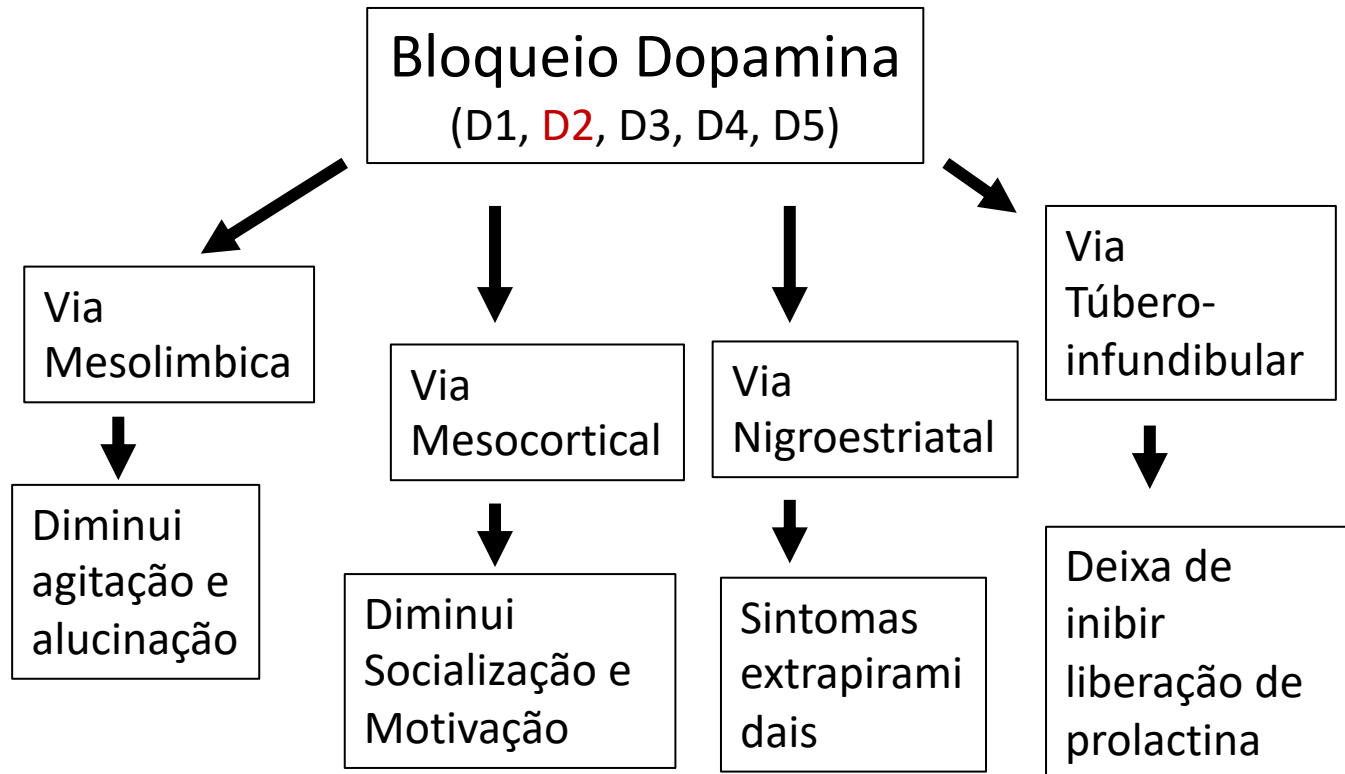 Bloqueio Dopamina
(D1, D2, D3, D4, D5)
Via
Mesolimbica
Diminui
agitação e
alucinação
Via
Mesocortical
Diminui
Socialização e
Motivação
Via
Nigroestriatal
Sintomas
extrapirami
dais
Via
Túbero-
infundibular
Deixa de
inibir
liberação de
prolactina